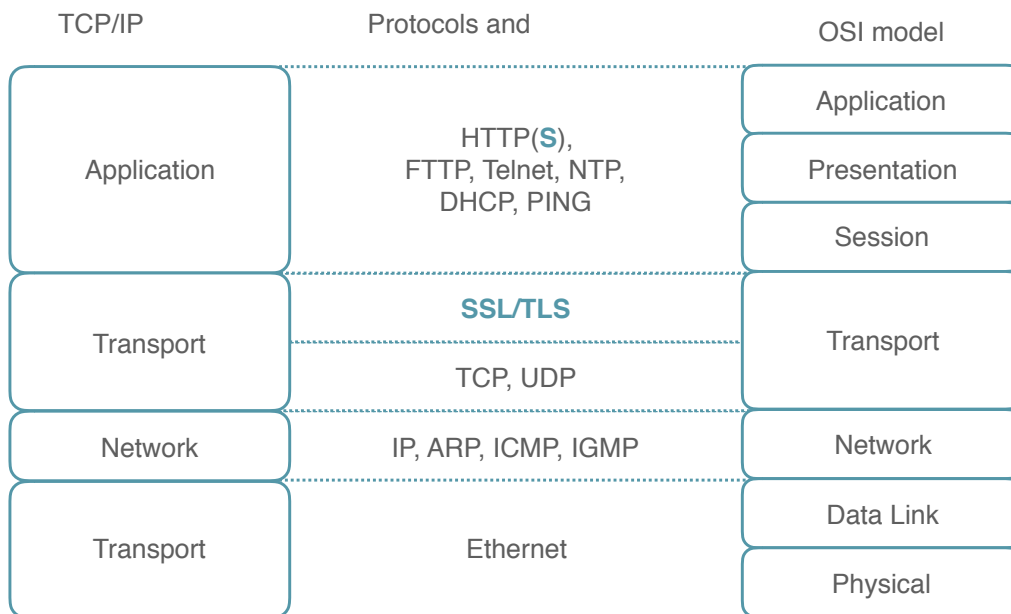 TCP/IP
Protocols and
OSI model
Application
HTTP(S),
FTTP, Telnet, NTP,
DHCP, PING
Application
Presentation
Session
Transport
SSL/TLS
TCP, UDP
Transport
Network
IP, ARP, ICMP, IGMP
Network
Transport
Ethernet
Data Link
Physical